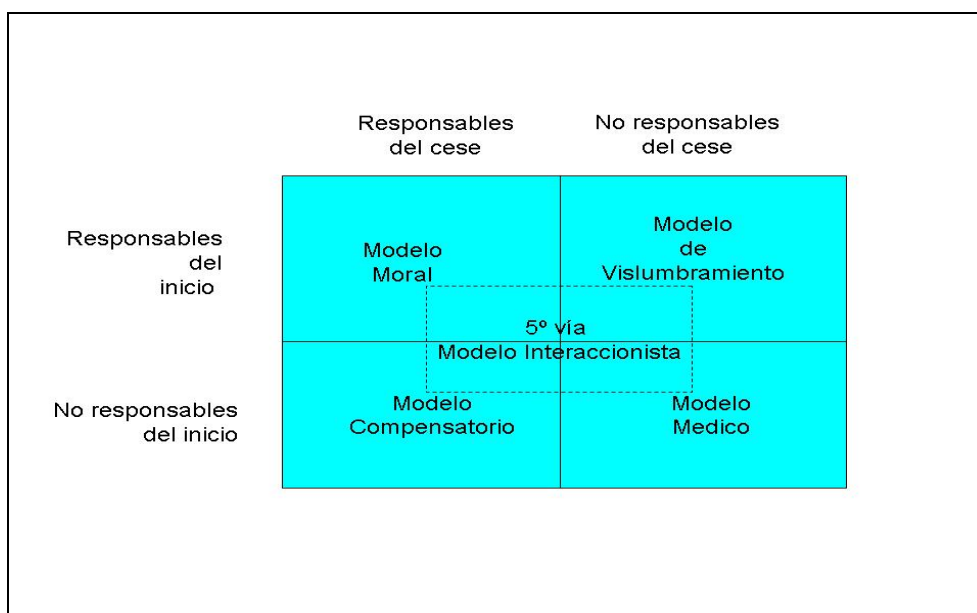 Responsables
del cese
No responsables
del cese
Responsables
del
inicio
Modelo
Moral
Modelo
de
Vislumbramiento
5º vía
Modelo Interaccionista
No responsables
del inicio
Modelo
Compensatorio
Modelo
Medico